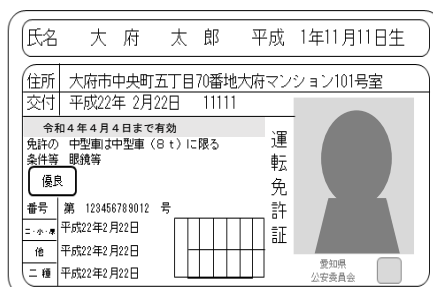 氏名 大府 太郎 平成 1年11月11日生
住所 大府市中央町五丁目70番地大府マンション101号室
交付 平成22年 2月22日 11111
令和4年4月4日まで有効
免許の 中型車は中型車(8t)に限る
条件等 眼鏡等
優良
番号 第 123456789012 号
二・小・原 平成22年2月22日
他 平成22年2月22日
二種 平成22年2月22日
運転免許証
愛知県
公安委員会